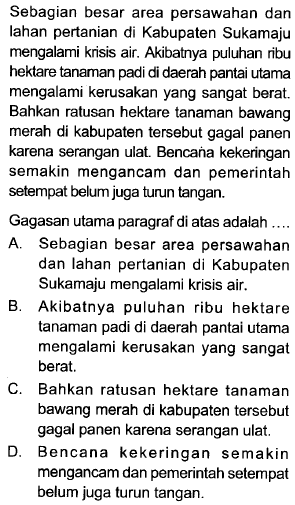 Sebagian besar area persawahan dan
lahan pertanian di Kabupaten Sukamaju
mengalami krisis air. Akibatnya puluhan ribu
hektare tanaman padi di daerah pantai utama
mengalami kerusakan yang sangat berat.
Bahkan ratusan hektare tanaman bawang
merah di kabupaten tersebut gagal panen
karena serangan ulat. Bencana kekeringan
semakin mengancam dan pemerintah
setempat belum juga turun tangan.
Gagasan utama paragraf di atas adalah ....
A. Sebagian besar area persawahan
dan lahan pertanian di Kabupaten
Sukamaju mengalami krisis air.
B. Akibatnya puluhan ribu hektare
tanaman padi di daerah pantai utama
mengalami kerusakan yang sangat
berat.
C. Bahkan ratusan hektare tanaman
bawang merah di kabupaten tersebut
gagal panen karena serangan ulat.
D. Bencana kekeringan semakin
mengancam dan pemerintah setempat
belum juga turun tangan.